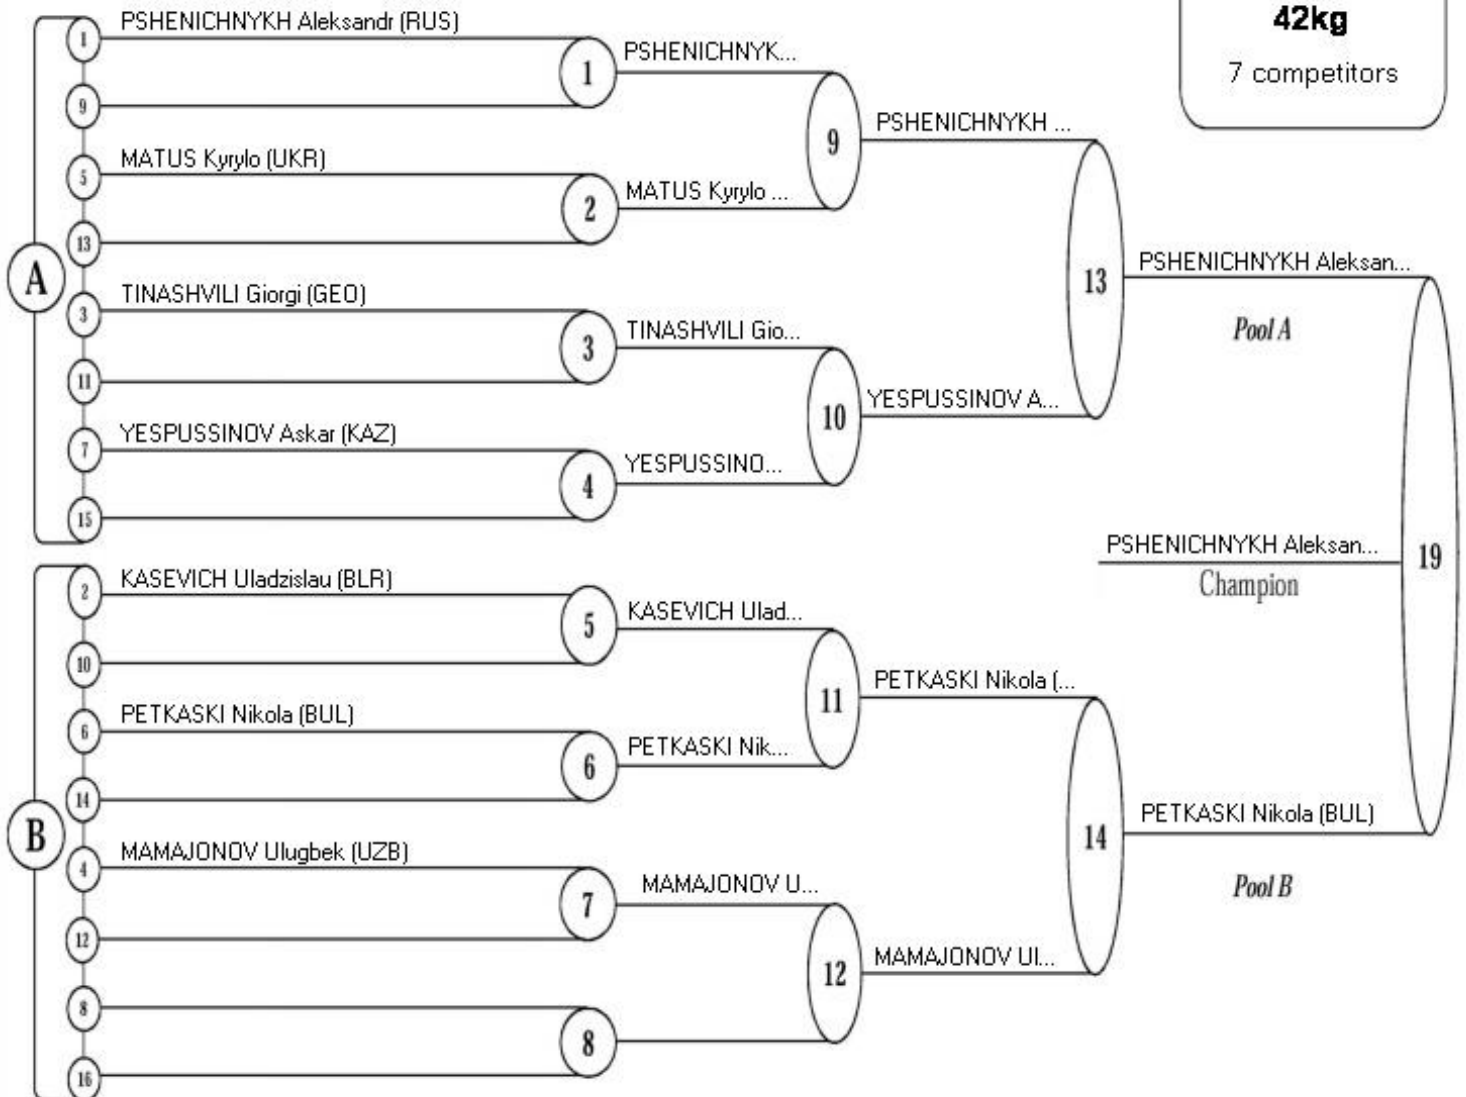 42kg
7 competitors
A
1
PSHENICHNYKH Aleksandr (RUS)
9
1
PSHENICHNYK...
5
MATUS Kyrylo (UKR)
13
2
MATUS Kyrylo ...
9
PSHENICHNYKH ...
3
TINASHVILI Giorgi (GEO)
11
3
TINASHVILI Gio...
7
YESPUSSINOV Askar (KAZ)
15
4
YESPUSSINO...
10
YESPUSSINOV A...
13
PSHENICHNYKH Aleksan...
Pool A
B
2
KASEVICH Uladzislau (BLR)
10
5
KASEVICH Ulad...
6
PETKASKI Nikola (BUL)
14
6
PETKASKI Nik...
11
PETKASKI Nikola (...
4
MAMAJONOV Ulugbek (UZB)
12
7
MAMAJONOV U...
8
16
8
12
MAMAJONOV Ul...
14
PETKASKI Nikola (BUL)
Pool B
19
PSHENICHNYKH Aleksan...
Champion